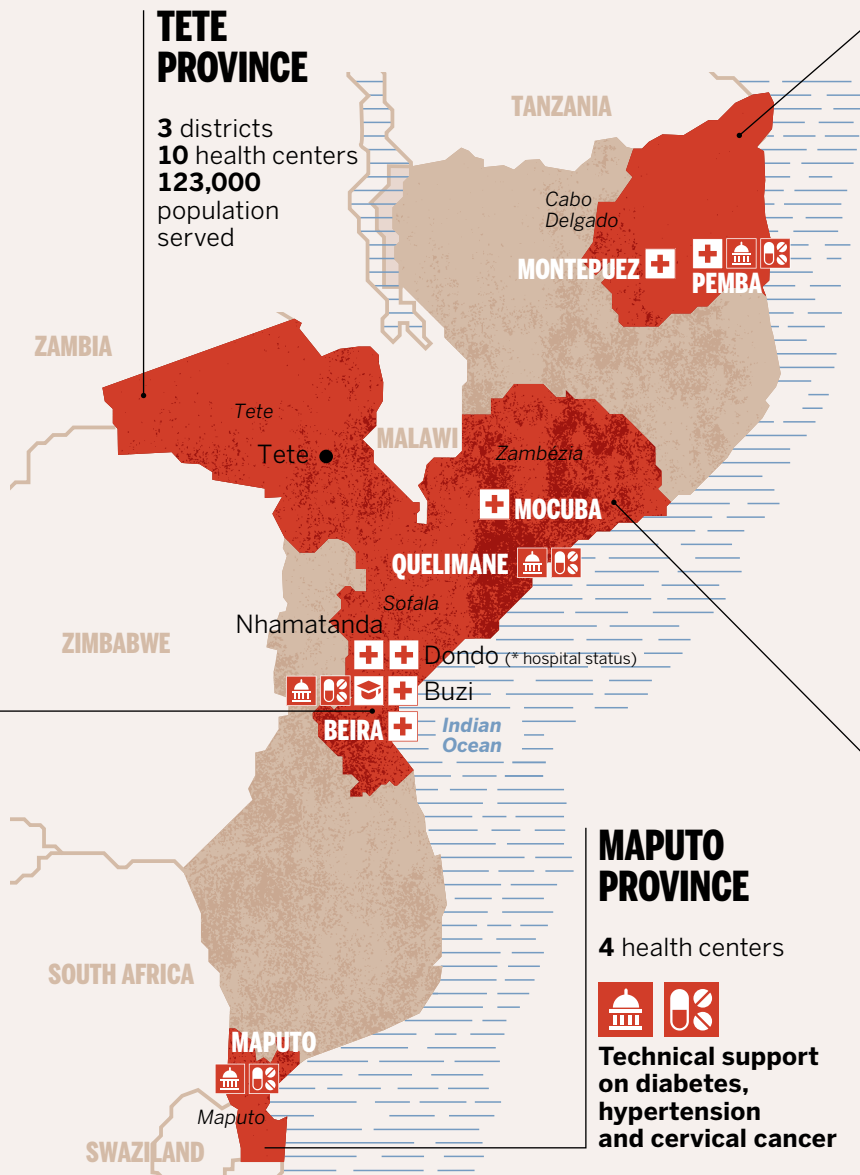 TETE
PROVINCE
3 districts
10 health centers
123,000
population
served
TANZANIA
Cabo
Delgado
MONTEPUEZ
PEMBA
ZAMBIA
Tete
MALAWI
Tete
Zambezia
MOCUBA
QUELIMANE
Sofala
Nhamatanda
ZIMBABWE
Dondo (* hospital status)
Buzi
BEIRA
Indian
Ocean
MAPUTO
PROVINCE
4 health centers
SOUTH AFRICA
MAPUTO
Technical support
on diabetes,
hypertension
and cervical cancer
Maputo
SWAZILAND